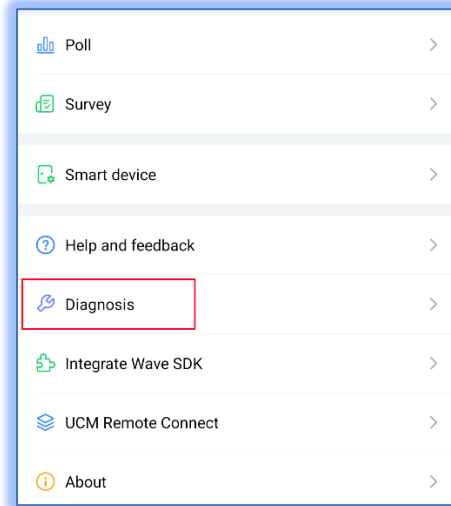 Poll
Survey
Smart device
Help and feedback
Diagnosis
Integrate Wave SDK
UCM Remote Connect
About